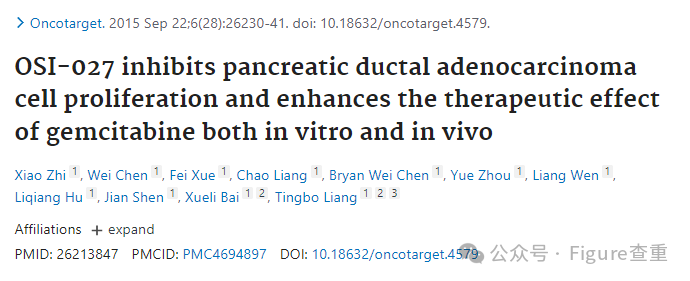 Oncotarget. 2015 Sep 22;6(28):26230-41. doi: 10.18632/oncotarget.4579.
OSI-027 inhibits pancreatic ductal adenocarcinoma
cell proliferation and enhances the therapeutic effect
of gemcitabine both in vitro and in vivo
Xiao Zhi 1, Wei Chen 1, Fei Xue 1, Chao Liang 1, Bryan Wei Chen 1, Yue Zhou 1, Liang Wen 1,
Liqiang Hu 1, Jian Shen 1, Xueli Bai 1 2, Tingbo Liang 1 2 3
Affiliations + expand
PMID: 26213847 PMCID: PMC4694897 DOI: 10.18632/oncotarget.4579
公众号 · Figure查重